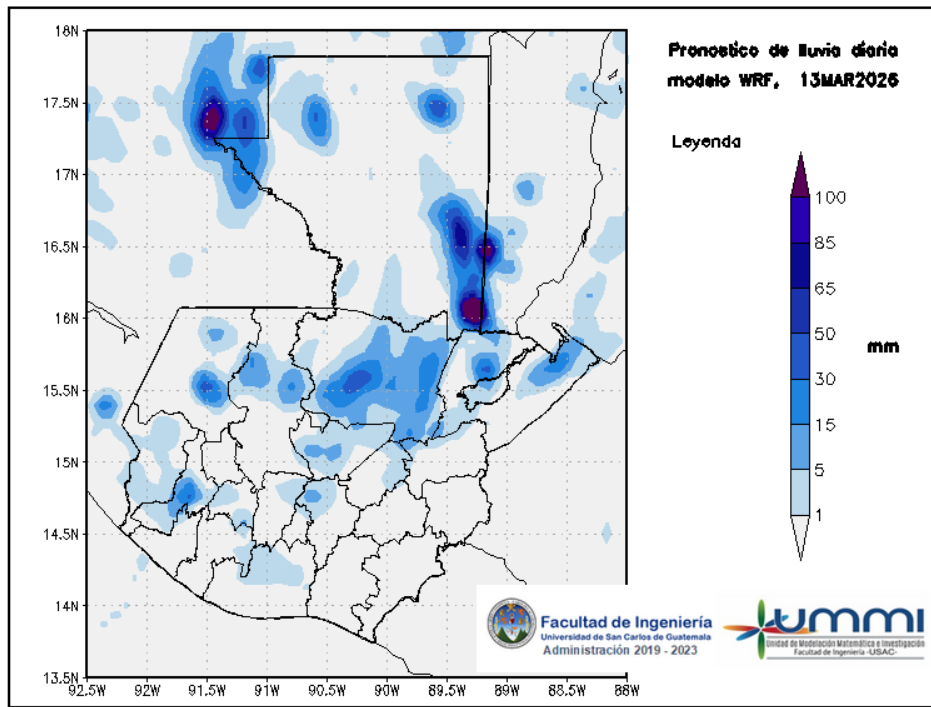 Pronostico de lluvia diaria
modelo WRF, 13MAR2026
Leyenda
100
85
65
50
30
15
5
1
mm
18N
17.5N
17N
16.5N
16N
15.5N
15N
14.5N
14N
13.5N
92.5W
92W
91.5W
91W
90.5W
90W
89.5W
89W
88.5W
88W
Facultad de Ingeniería
Universidad de San Carlos de Guatemala
Administración 2019 - 2023
UMMI
Unidad de Modelación Matemática e Investigación
Facultad de Ingeniería -USAC-